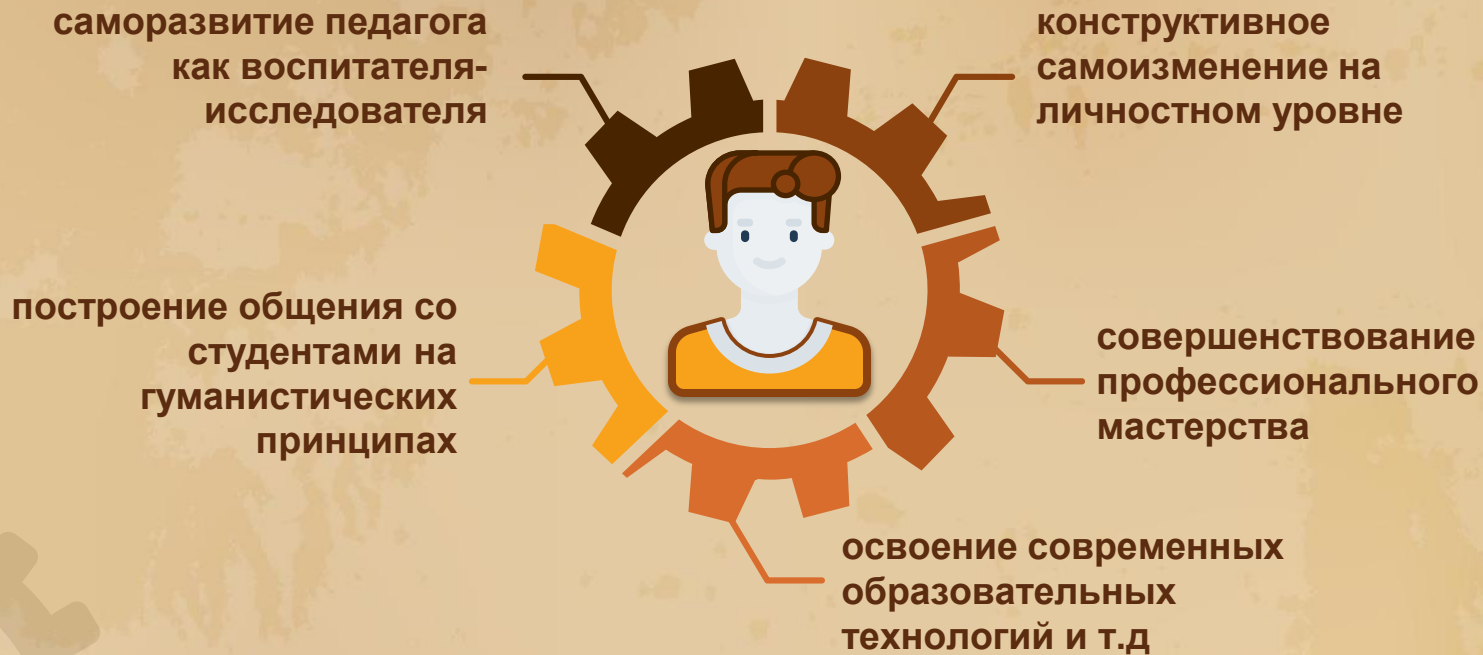 саморазвитие педагога
как воспитателя-
исследователя
конструктивное
самоизменение на
личностном уровне
построение общения со
студентами на
гуманистических
принципах
совершенствование
профессионального
мастерства
освоение современных
образовательных
технологий и т.д